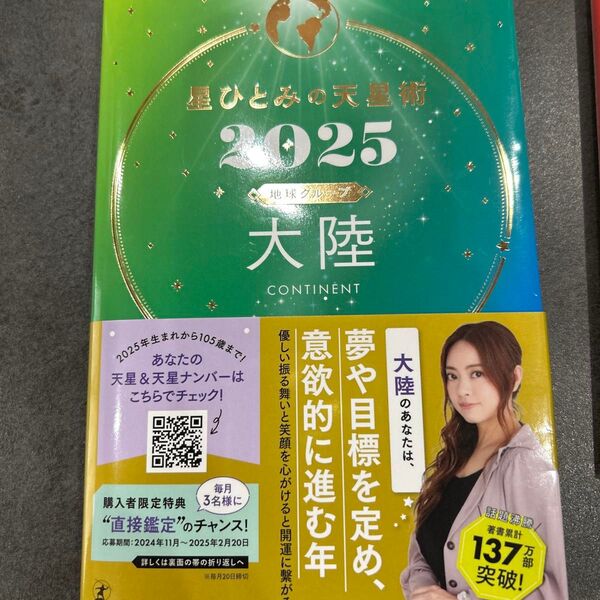 星ひとみの天星術
2025
地球グループ
大陸
CONTINENT
2025年生まれから105歳まで!
あなたの
天星&天星ナンバーは
こちらでチェック!
購入者限定特典
毎月
3名様に
“直接鑑定”のチャンス!
応募期間:2024年11月〜2025年2月20日
詳しくは裏面の帯の折り返しへ
※毎月20日締切
大陸のあなたは、
夢や目標を定め、
意欲的に進む年
優しい振る舞いと笑顔を心がけると開運に繋がる
話題沸騰
著書累計
137万部
突破!